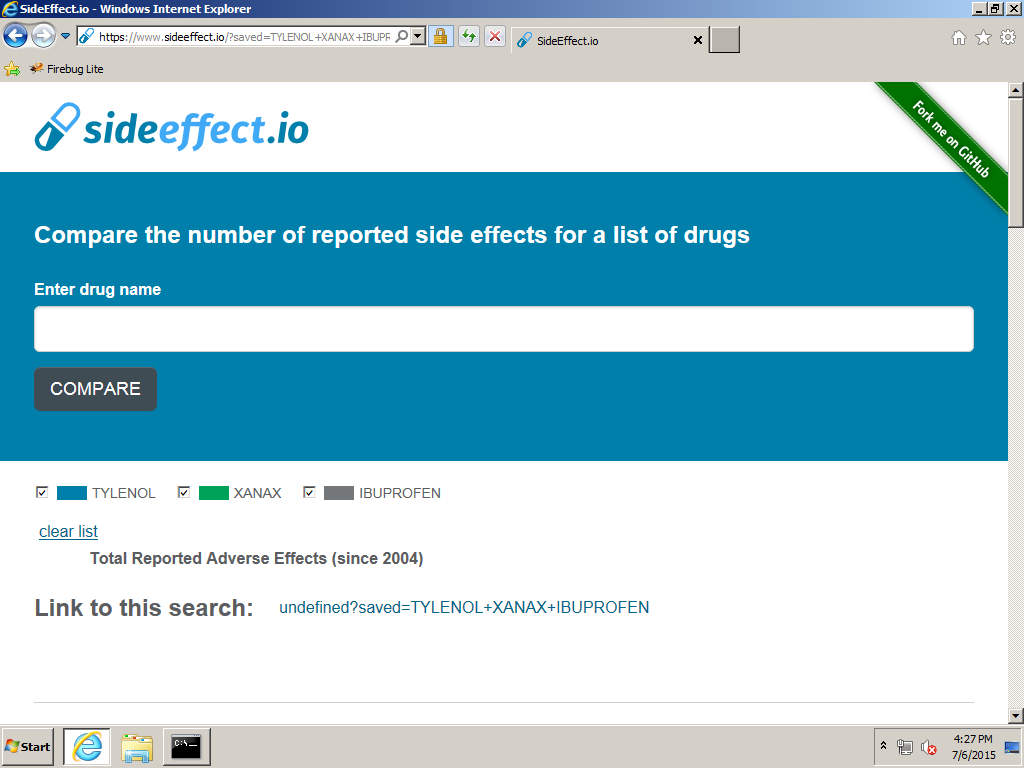 SideEffect.io - Windows Internet Explorer
https://www.sideeffect.io/?saved=TYLENOL+XANAX+IBUPR
SideEffect.io
Firebug Lite
sideeffect.io
Fork me on GitHub
Compare the number of reported side effects for a list of drugs
Enter drug name
COMPARE
TYLENOL XANAX IBUPROFEN
clear list
Total Reported Adverse Effects (since 2004)
Link to this search: undefined?saved=TYLENOL+XANAX+IBUPROFEN
Start
C:\
4:27 PM
7/6/2015